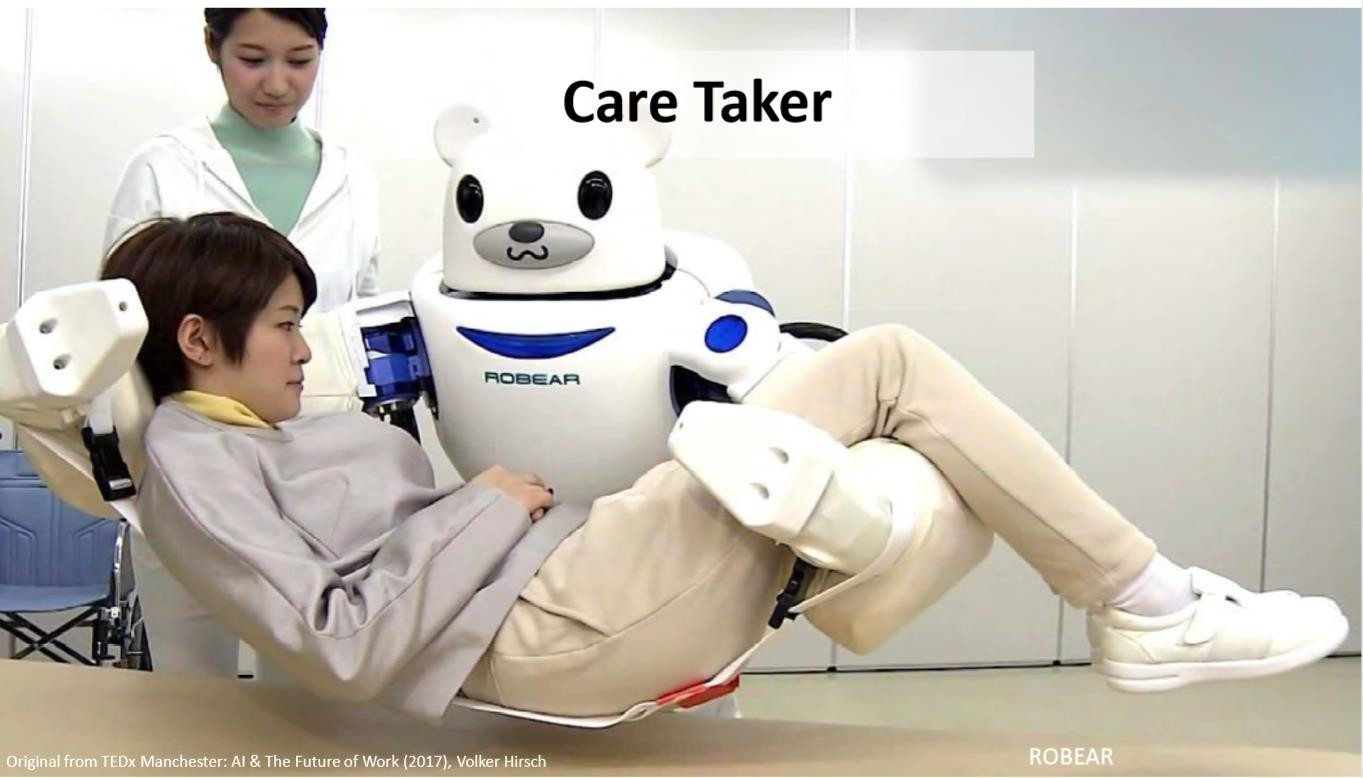 Care Taker
ROBEAR
Original from TEDx Manchester: AI & The Future of Work (2017), Volker Hirsch
ROBEAR